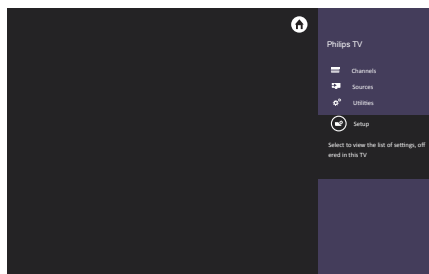 Philips TV
Channels
Sources
Utilities
Setup
Select to view the list of settings, off
ered in this TV